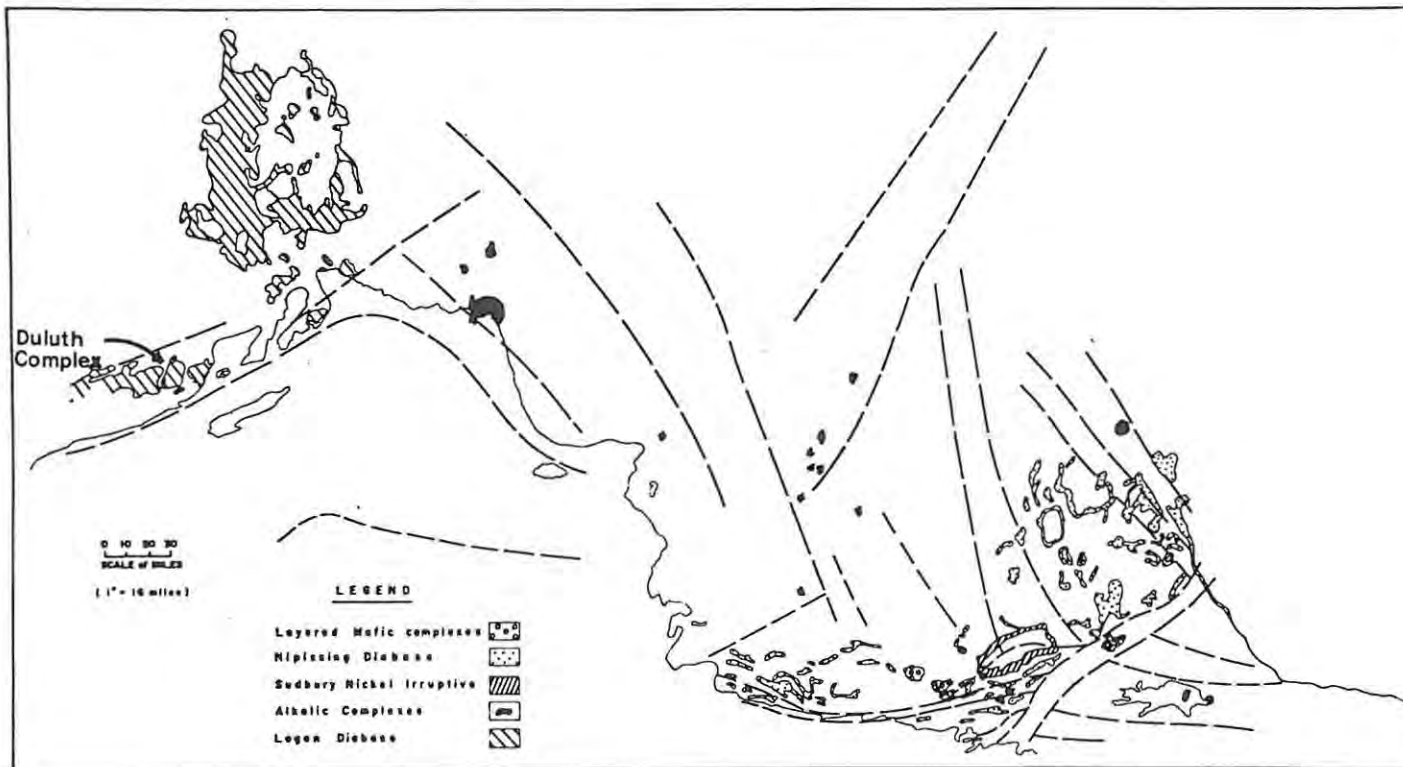 Duluth
Complex
0 10 20 30
SCALE of MILES
( 1" = 16 miles )
LEGEND
Layered Mafic complexes
Nipissing Diabase
Sudbury Nickel Irruptive
Alkalic Complexes
Logan Diabase